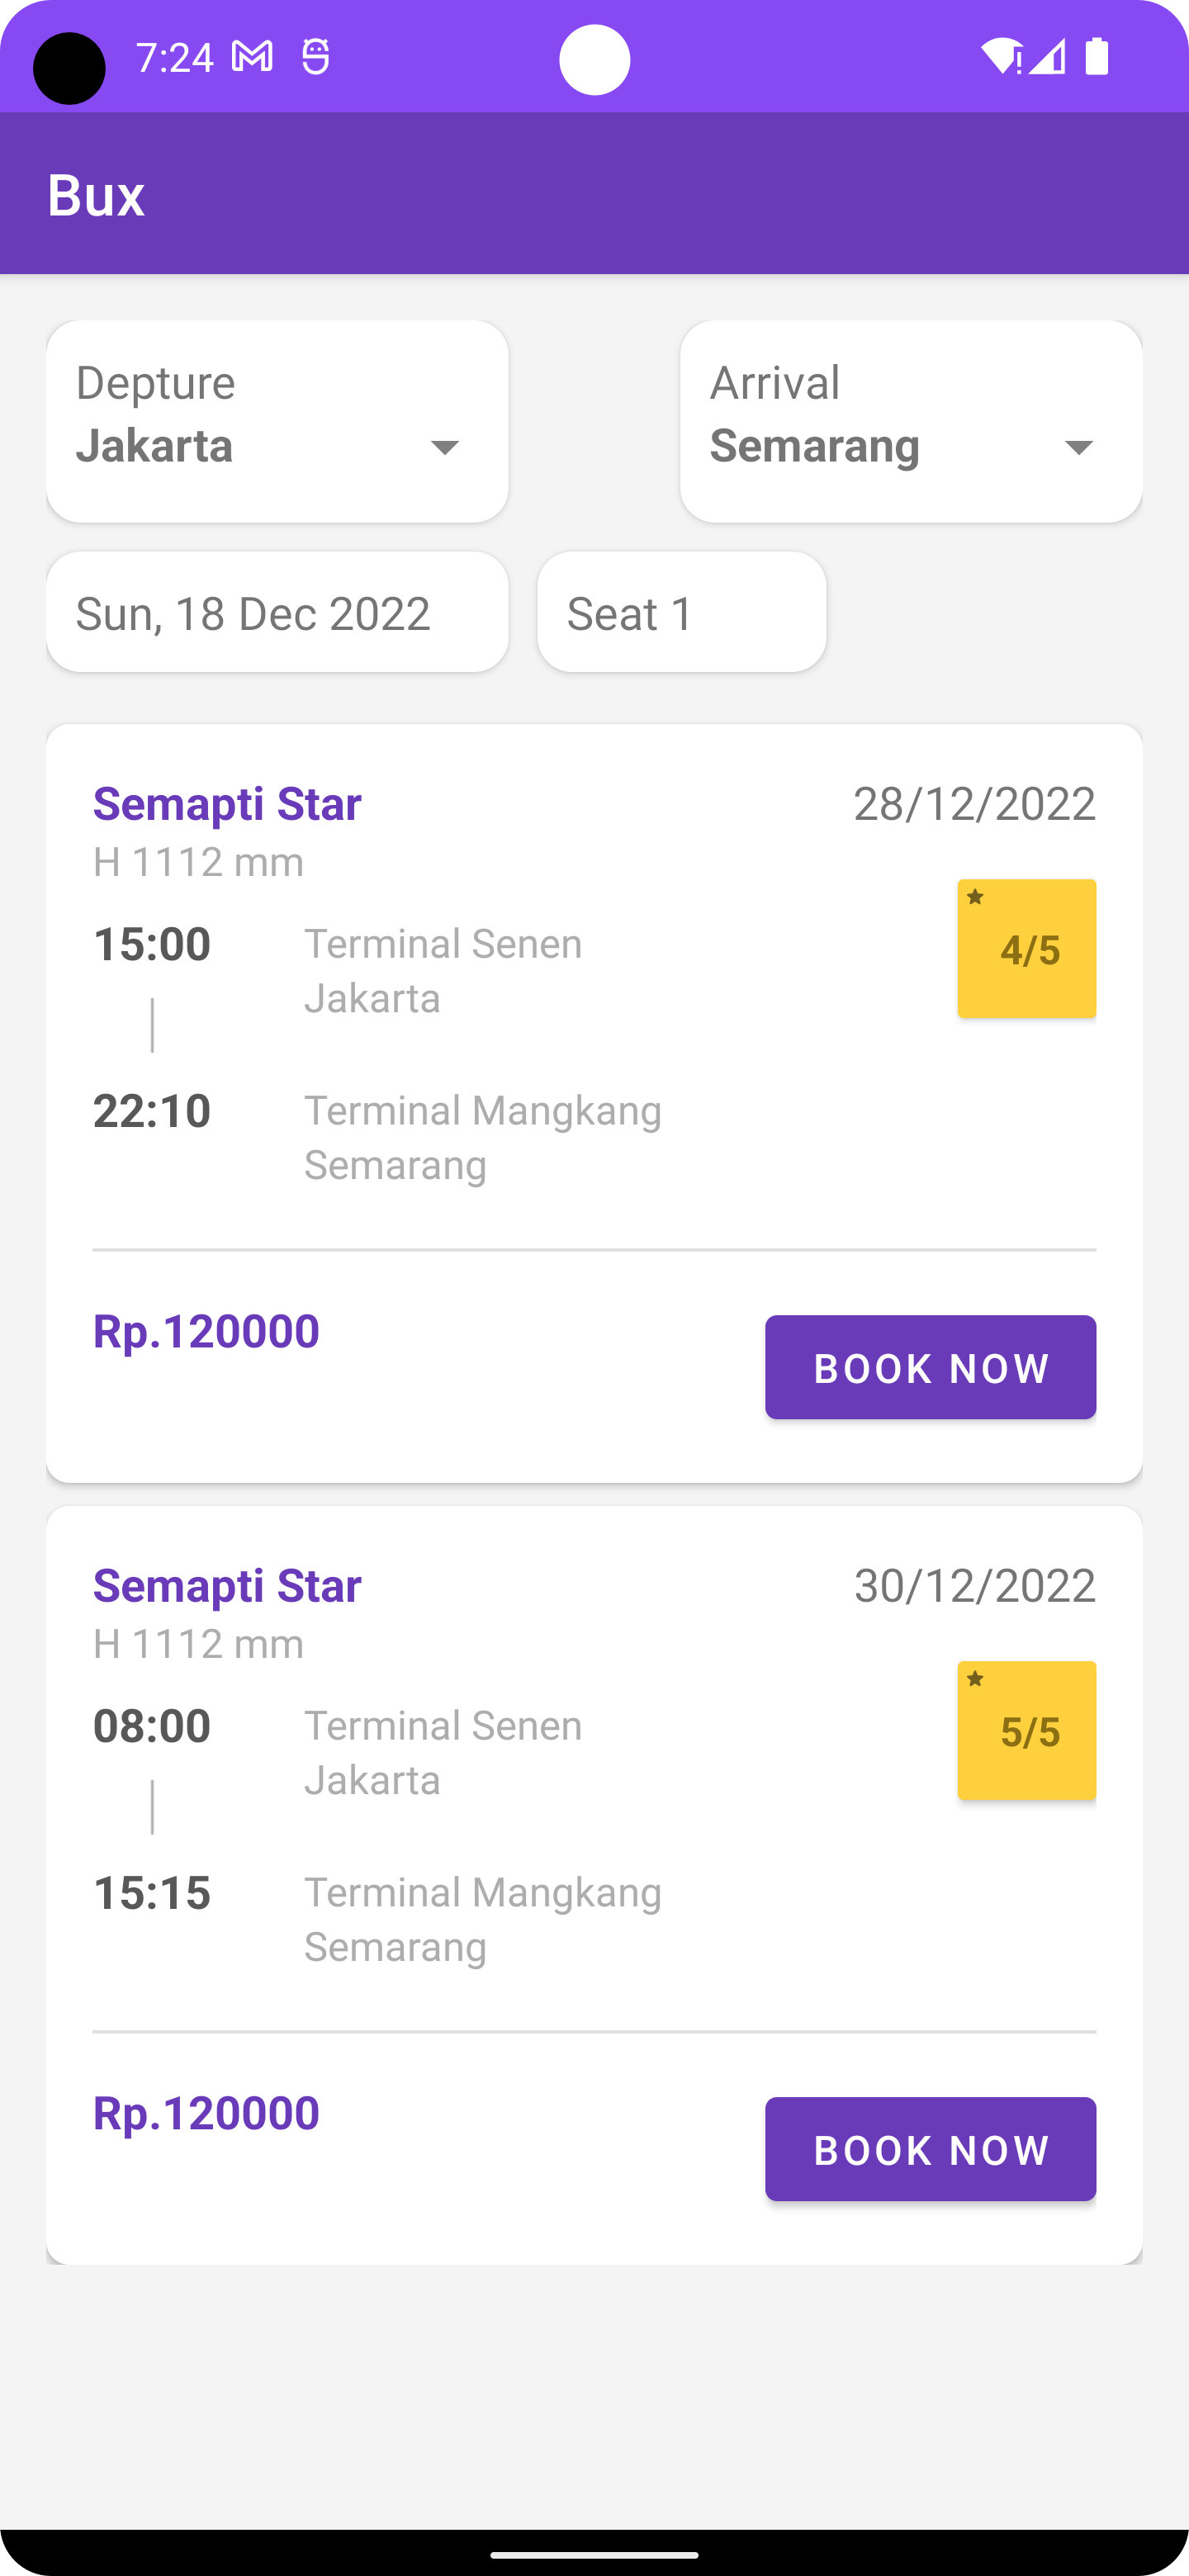 7:24
Bux
Depture
Jakarta
Arrival
Semarang
Sun, 18 Dec 2022
Seat 1
Semapti Star
28/12/2022
H 1112 mm
4/5
15:00
Terminal Senen
Jakarta
22:10
Terminal Mangkang
Semarang
Rp.120000
BOOK NOW
Semapti Star
30/12/2022
H 1112 mm
5/5
08:00
Terminal Senen
Jakarta
15:15
Terminal Mangkang
Semarang
Rp.120000
BOOK NOW